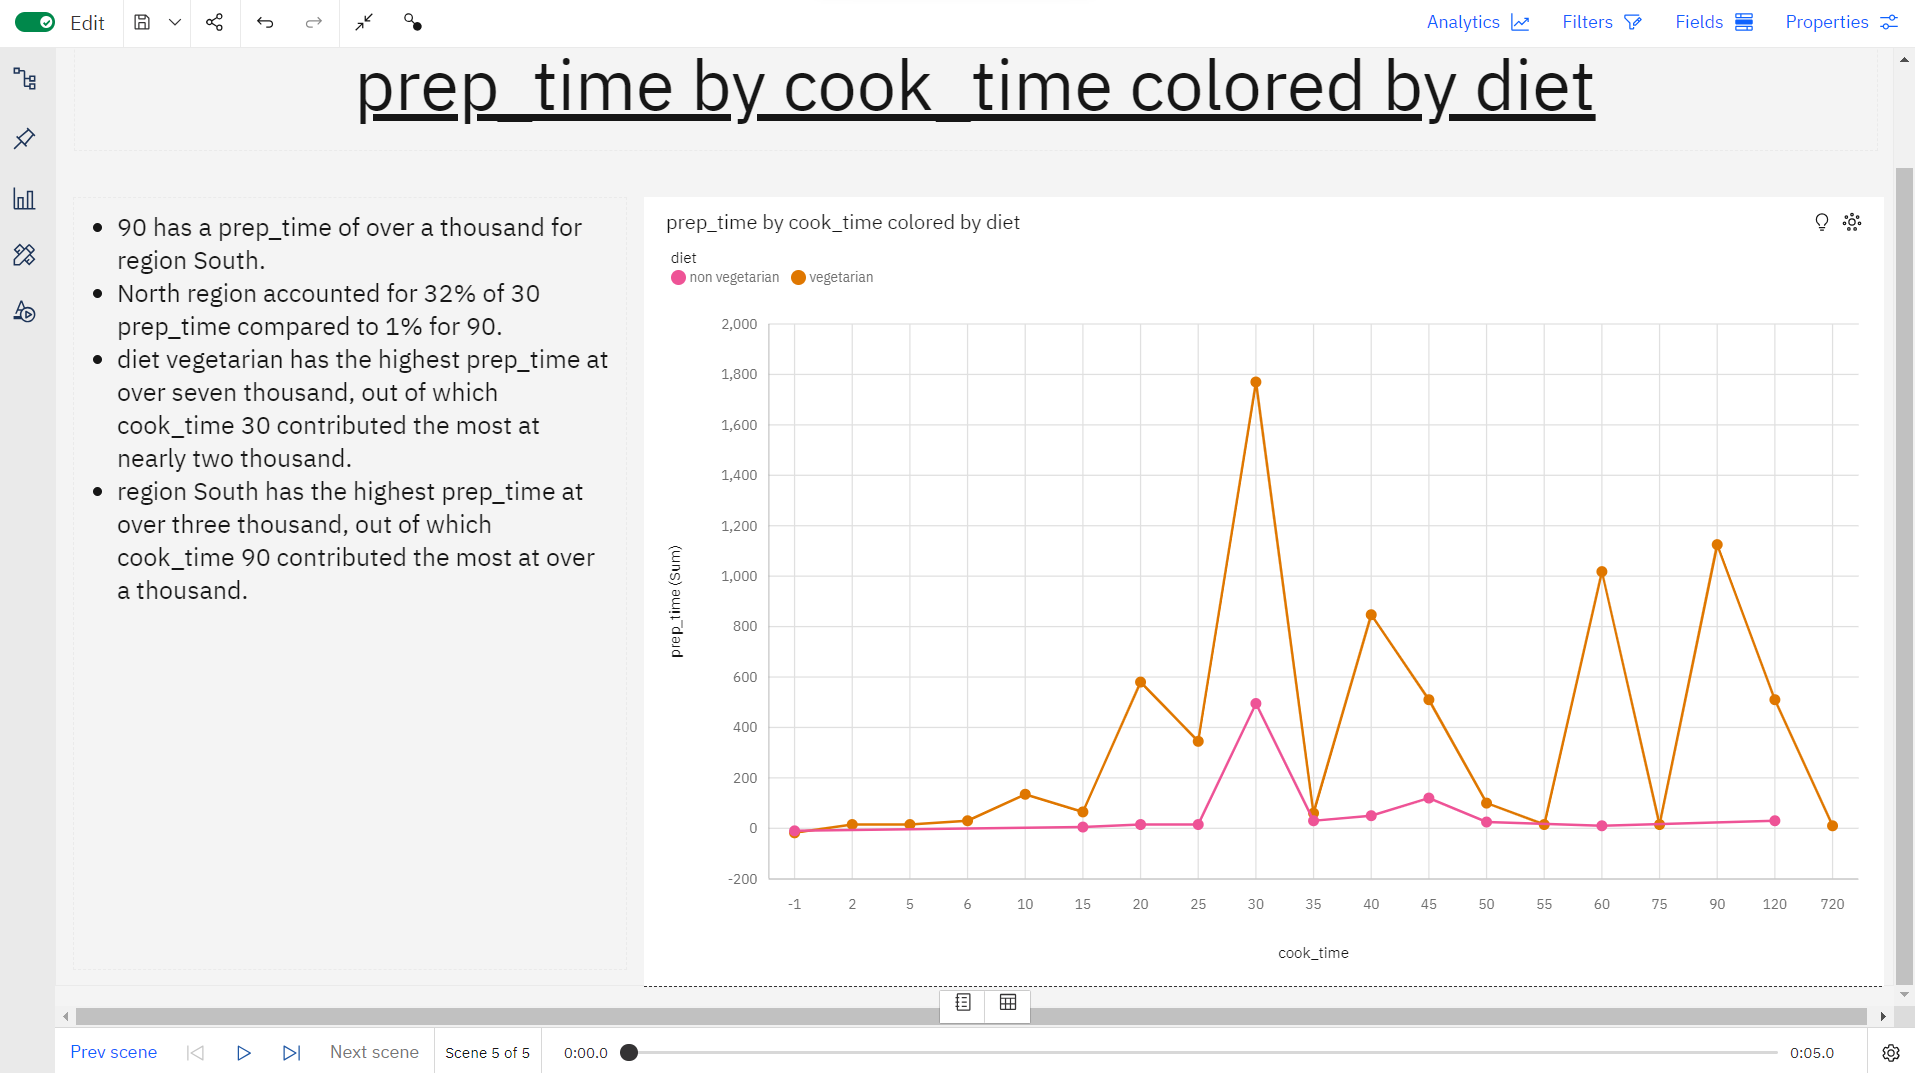 Edit
Analytics
Filters
Fields
Properties
prep_time by cook_time colored by diet
90 has a prep_time of over a thousand for
region South.
North region accounted for 32% of 30
prep_time compared to 1% for 90.
diet vegetarian has the highest prep_time at
over seven thousand, out of which
cook_time 30 contributed the most at
nearly two thousand.
region South has the highest prep_time at
over three thousand, out of which
cook_time 90 contributed the most at over
a thousand.
prep_time by cook_time colored by diet
diet
non vegetarian vegetarian
2,000
1,800
1,600
1,400
1,200
1,000
800
600
400
200
0
-200
prep_time (Sum)
-1 2 5 6 10 15 20 25 30 35 40 45 50 55 60 75 90 120 720
cook_time
Prev scene
Next scene
Scene 5 of 5
0:00.0
0:05.0